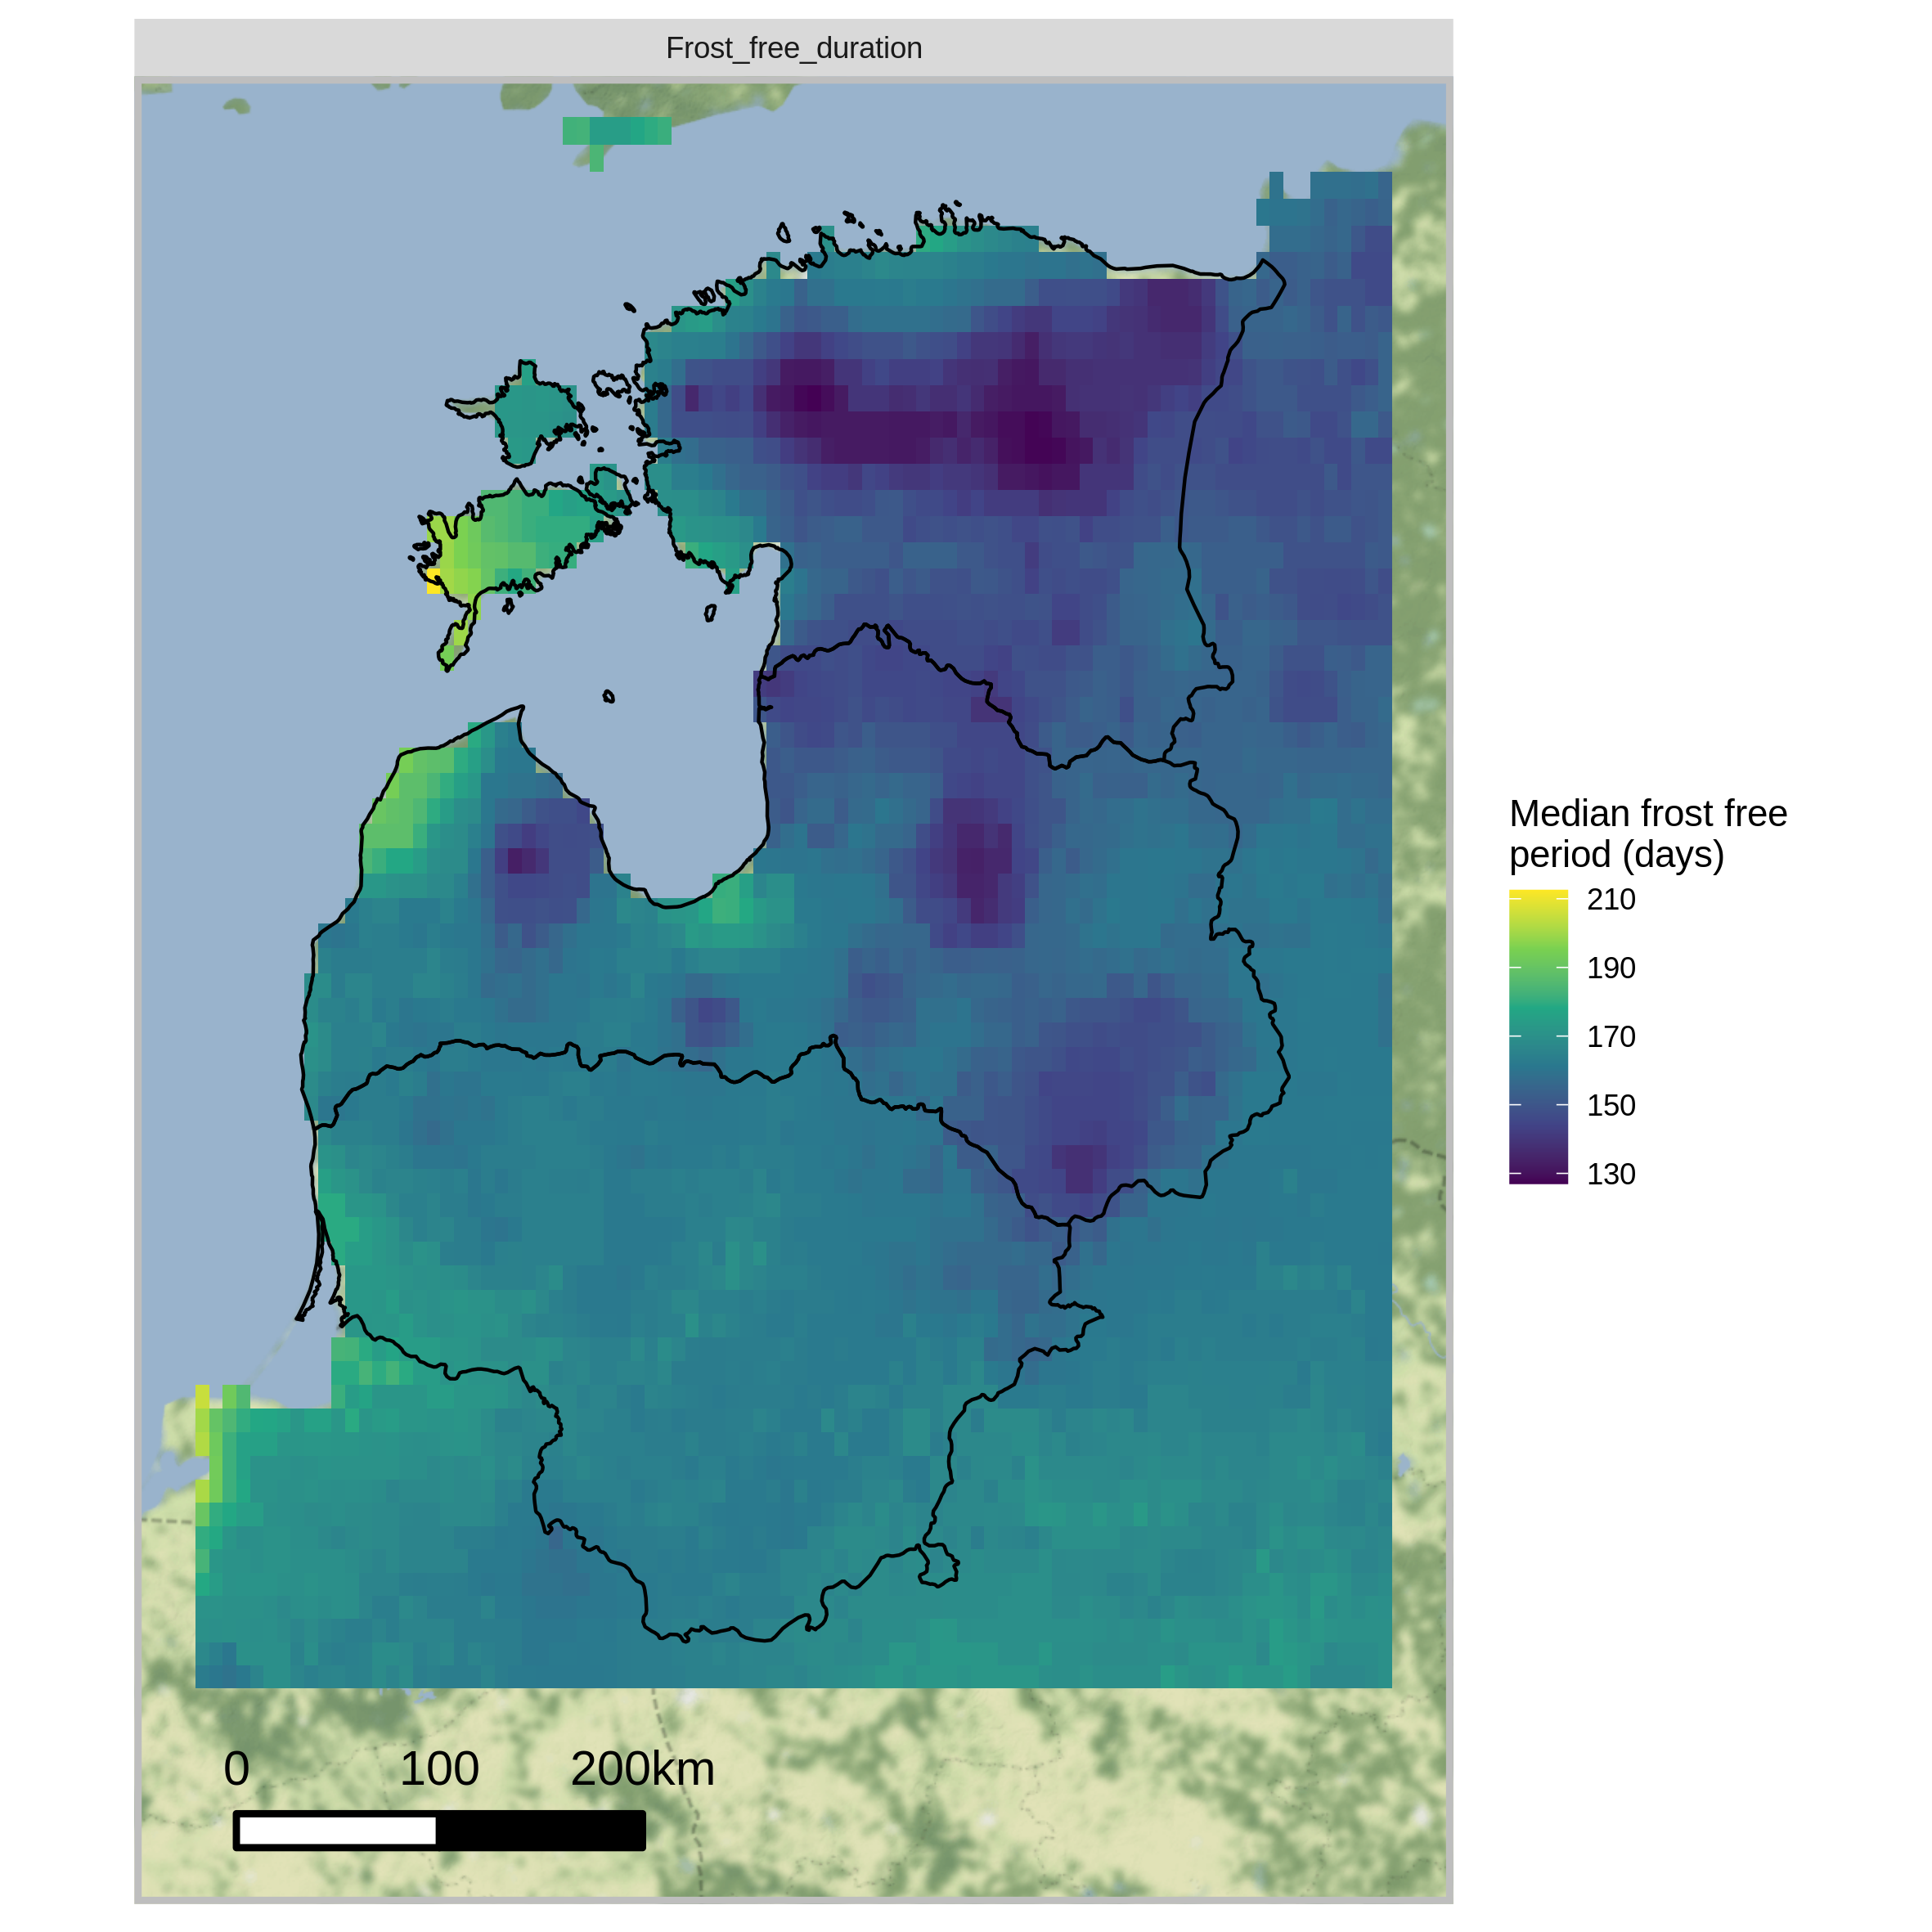 Frost_free_duration
Median frost free
period (days)
210
190
170
150
130
0 100 200km